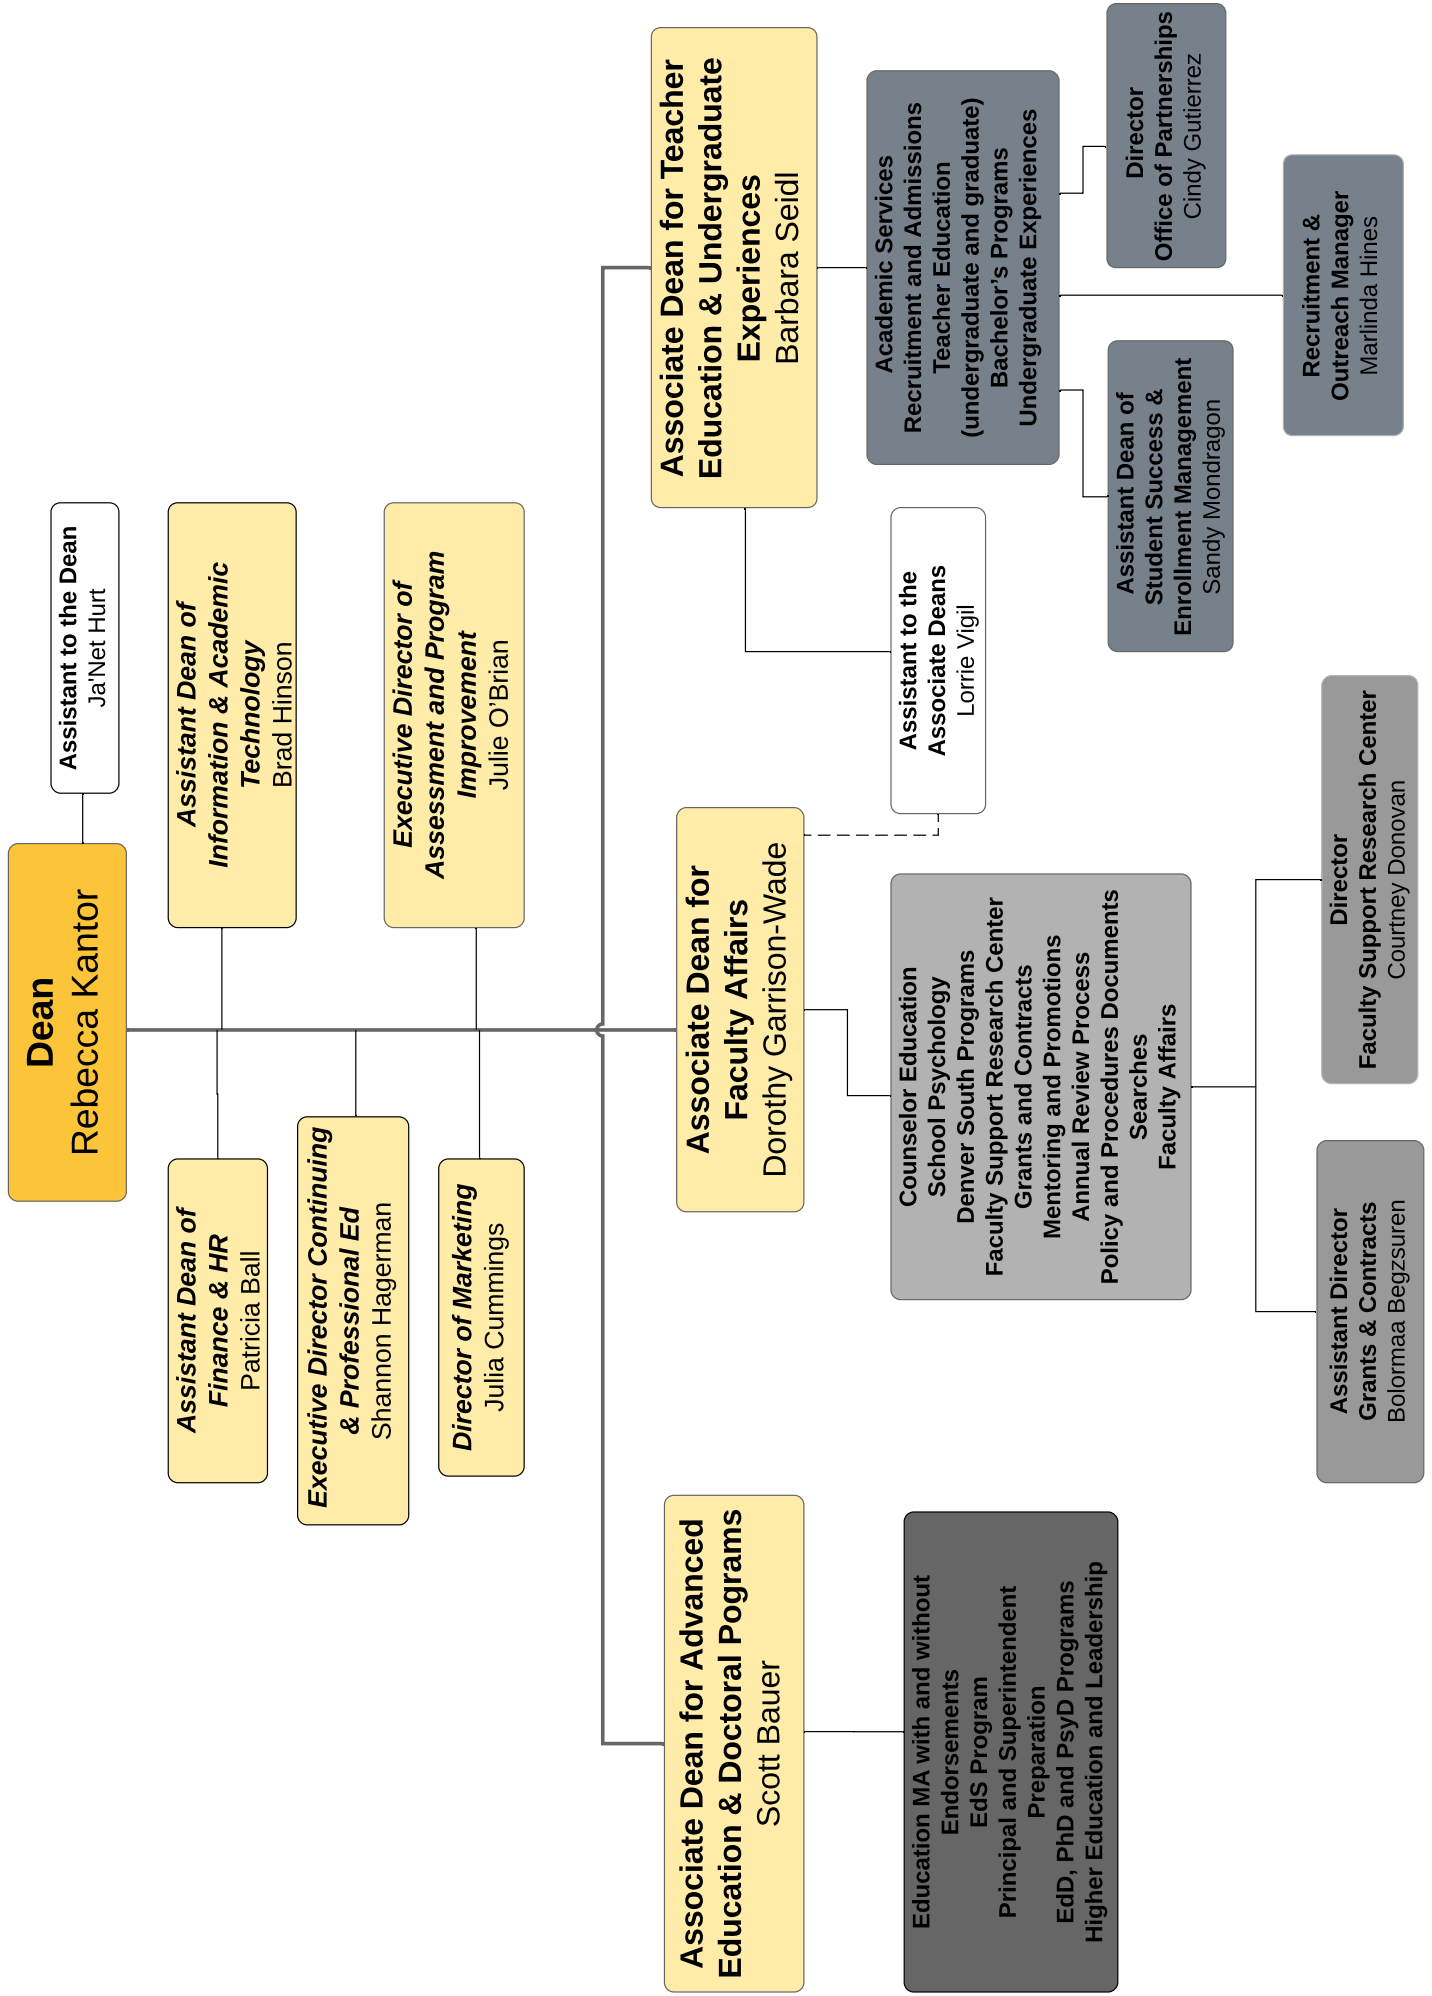 Dean
Rebecca Kantor
Assistant to the Dean
Ja'Net Hurt
Assistant Dean of
Finance & HR
Patricia Ball
Assistant Dean of
Information & Academic
Technology
Brad Hinson
Executive Director Continuing
& Professional Ed
Shannon Hagerman
Executive Director of
Assessment and Program
Improvement
Julie O’Brian
Director of Marketing
Julia Cummings
Associate Dean for Advanced
Education & Doctoral Pograms
Scott Bauer
Associate Dean for
Faculty Affairs
Dorothy Garrison-Wade
Associate Dean for Teacher
Education & Undergraduate
Experiences
Barbara Seidl
Education MA with and without
Endorsements
EdS Program
Principal and Superintendent
Preparation
EdD, PhD and PsyD Programs
Higher Education and Leadership
Counselor Education
School Psychology
Denver South Programs
Faculty Support Research Center
Grants and Contracts
Mentoring and Promotions
Annual Review Process
Policy and Procedures Documents
Searches
Faculty Affairs
Assistant to the
Associate Deans
Lorrie Vigil
Academic Services
Recruitment and Admissions
Teacher Education
(undergraduate and graduate)
Bachelor’s Programs
Undergraduate Experiences
Assistant Dean of
Student Success &
Enrollment Management
Sandy Mondragon
Director
Office of Partnerships
Cindy Gutierrez
Recruitment &
Outreach Manager
Marlinda Hines
Assistant Director
Grants & Contracts
Bolormaa Begzsuren
Director
Faculty Support Research Center
Courtney Donovan